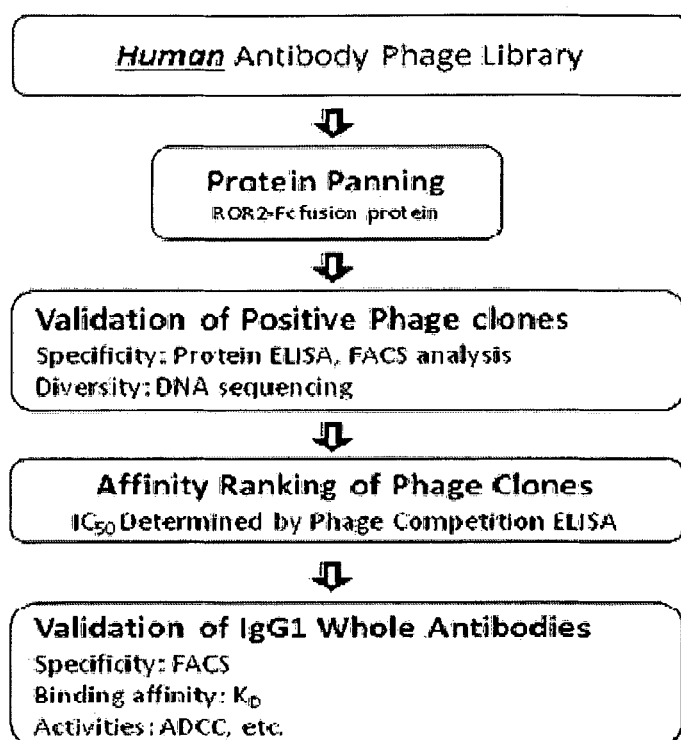 Human Antibody Phage Library
Protein Panning
ROR2-Fc fusion protein
Validation of Positive Phage clones
Specificity: Protein ELISA, FACS analysis
Diversity: DNA sequencing
Affinity Ranking of Phage Clones
IC50 Determined by Phage Competition ELISA
Validation of IgG1 Whole Antibodies
Specificity: FACS
Binding affinity: KD
Activities: ADCC, etc.